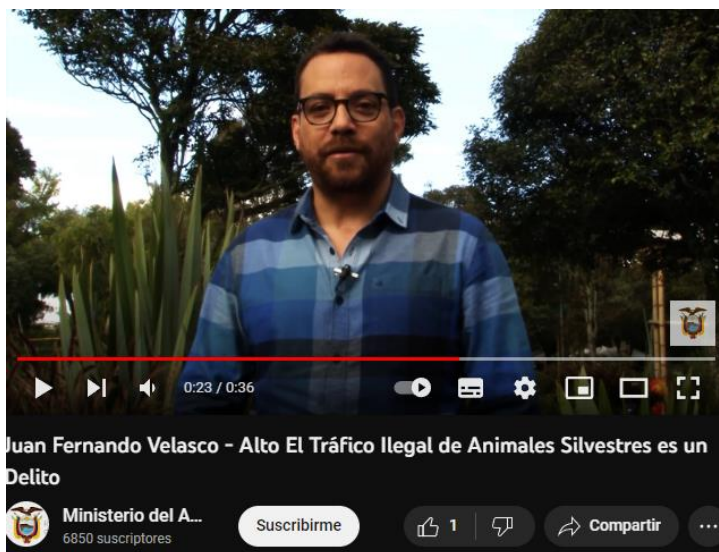 0:23 / 0:36
Juan Fernando Velasco - Alto El Tráfico Ilegal de Animales Silvestres es un
Delito
Ministerio del A...
6850 suscriptores
Suscribirme
1
Compartir